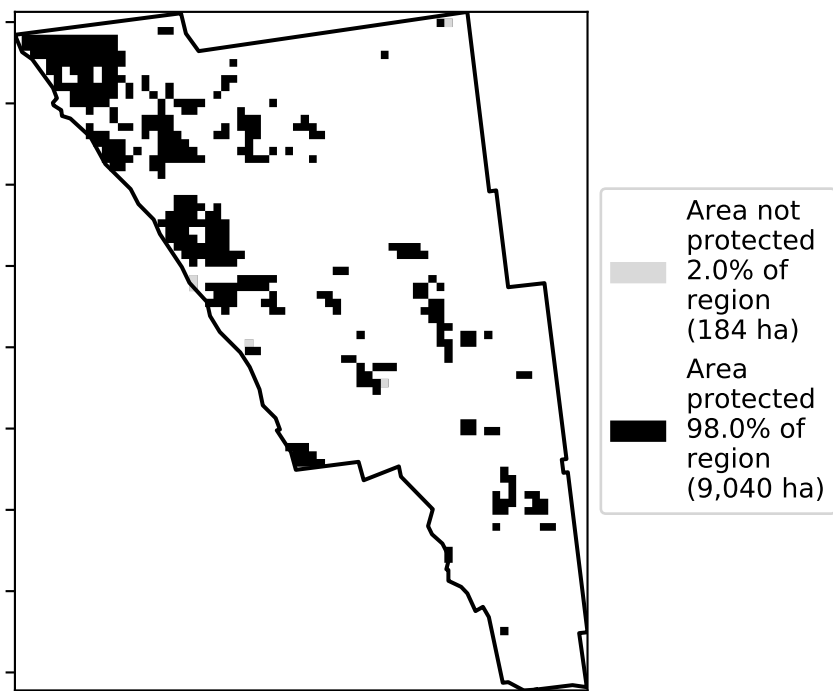 Area not
protected
2.0% of
region
(184 ha)
Area
protected
98.0% of
region
(9,040 ha)